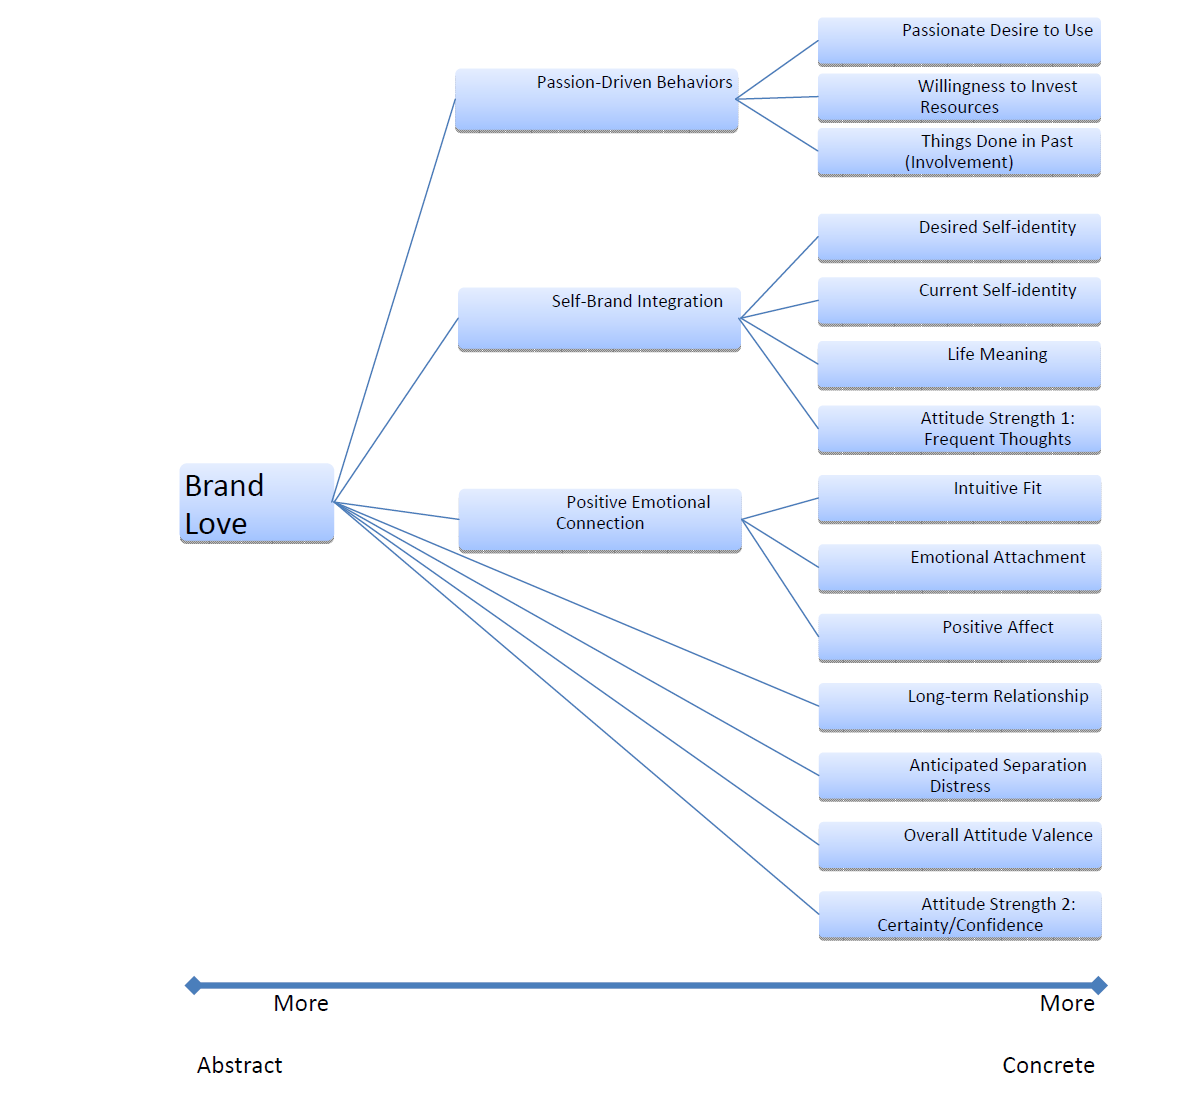 Passionate Desire to Use
Passion-Driven Behaviors
Willingness to Invest
Resources
Things Done in Past
(Involvement)
Desired Self-identity
Current Self-identity
Self-Brand Integration
Life Meaning
Attitude Strength 1:
Frequent Thoughts
Brand
Love
Positive Emotional
Connection
Intuitive Fit
Emotional Attachment
Positive Affect
Long-term Relationship
Anticipated Separation
Distress
Overall Attitude Valence
Attitude Strength 2:
Certainty/Confidence
More
Abstract
More
Concrete